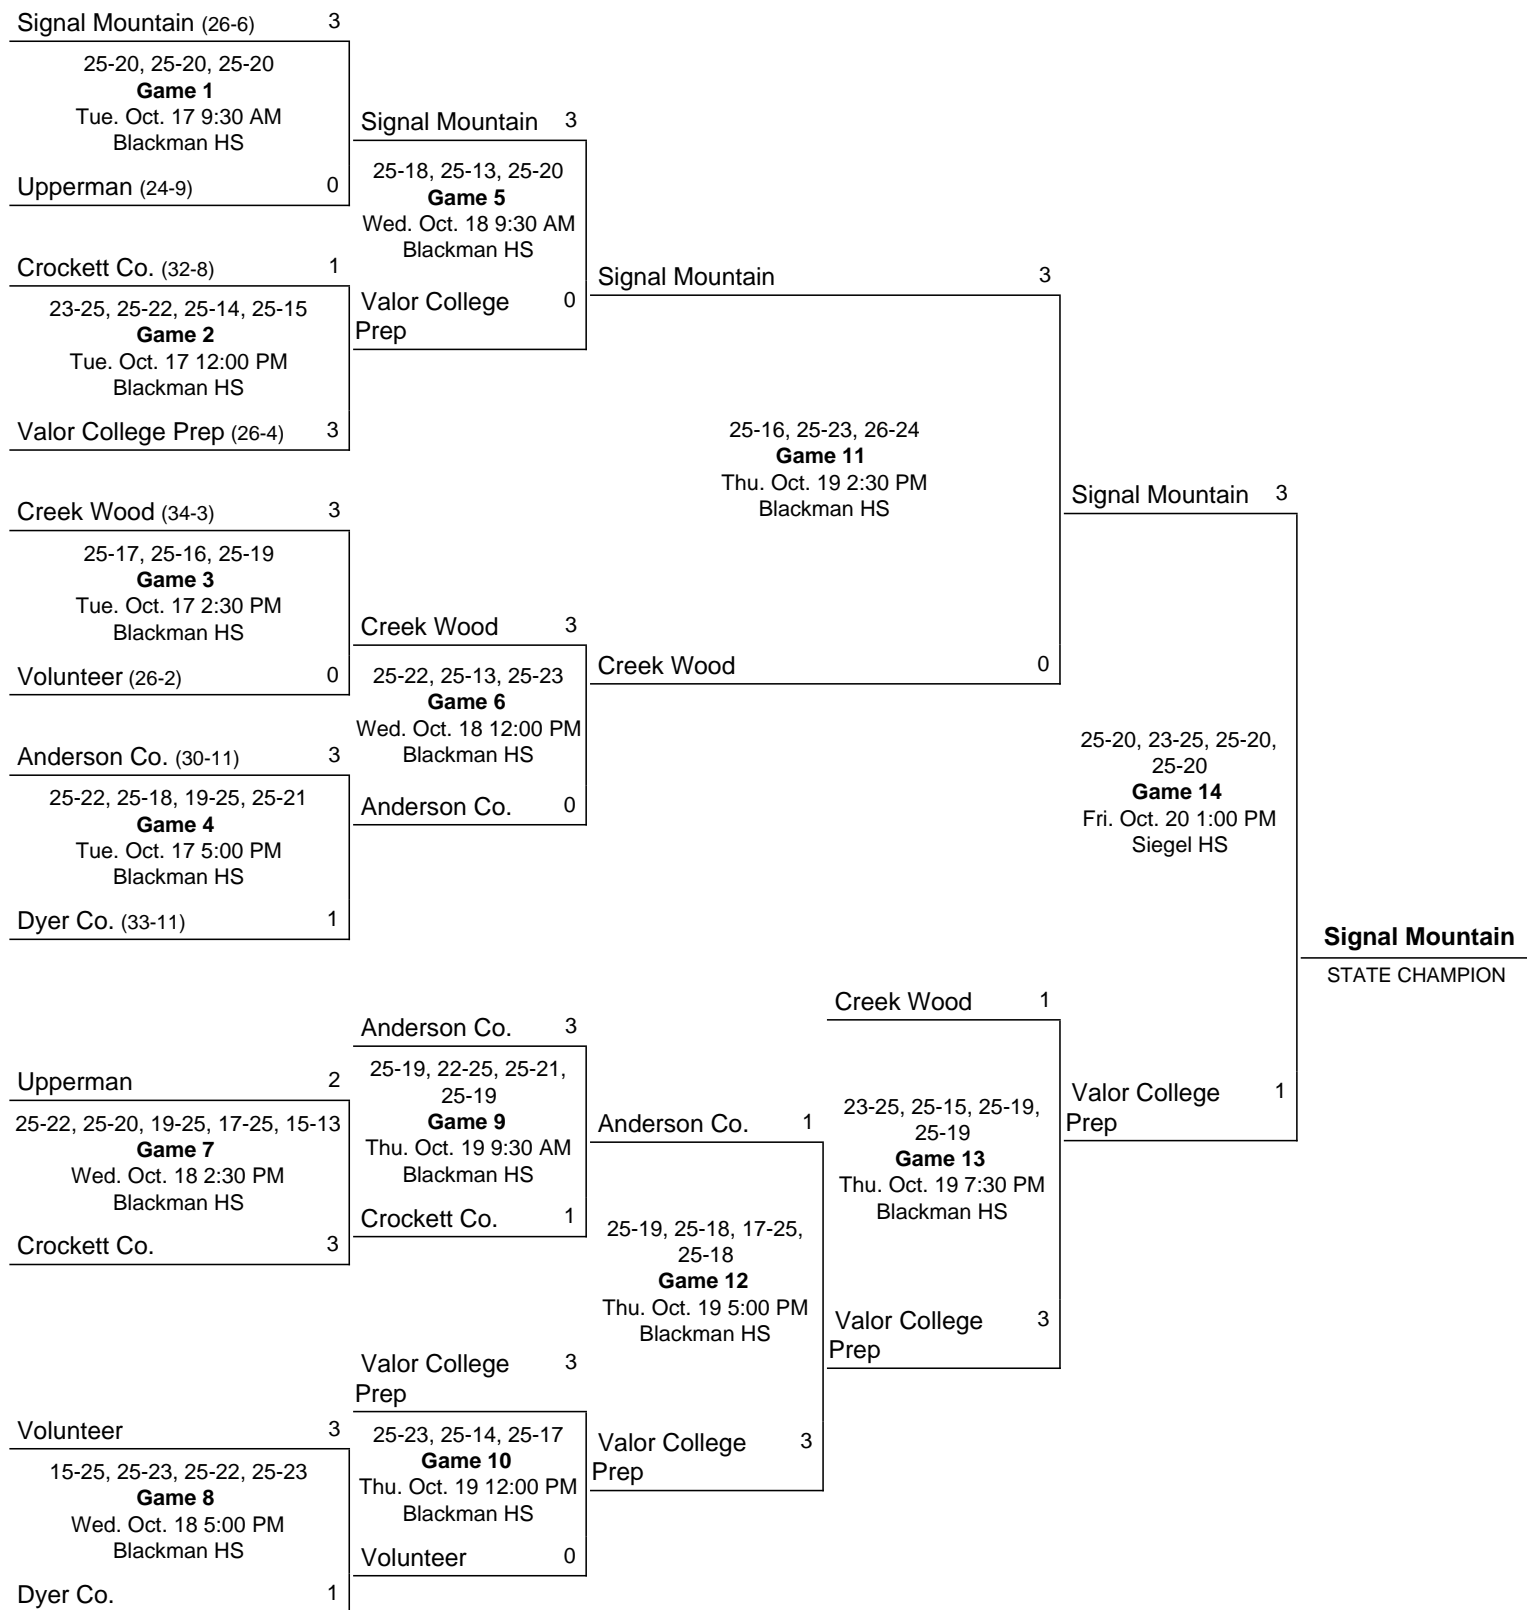 Signal Mountain (26-6) 3
25-20, 25-20, 25-20
Game 1
Tue. Oct. 17 9:30 AM
Blackman HS
Upperman (24-9) 0
Crockett Co. (32-8) 1
23-25, 25-22, 25-14, 25-15
Game 2
Tue. Oct. 17 12:00 PM
Blackman HS
Valor College Prep (26-4) 3
Creek Wood (34-3) 3
25-17, 25-16, 25-19
Game 3
Tue. Oct. 17 2:30 PM
Blackman HS
Volunteer (26-2) 0
Anderson Co. (30-11) 3
25-22, 25-18, 19-25, 25-21
Game 4
Tue. Oct. 17 5:00 PM
Blackman HS
Dyer Co. (33-11) 1
Upperman 2
25-22, 25-20, 19-25, 17-25, 15-13
Game 7
Wed. Oct. 18 2:30 PM
Blackman HS
Crockett Co. 3
Volunteer 3
15-25, 25-23, 25-22, 25-23
Game 8
Wed. Oct. 18 5:00 PM
Blackman HS
Dyer Co. 1
Signal Mountain 3
25-18, 25-13, 25-20
Game 5
Wed. Oct. 18 9:30 AM
Blackman HS
Valor College 0
Prep
Creek Wood 3
25-22, 25-13, 25-23
Game 6
Wed. Oct. 18 12:00 PM
Blackman HS
Anderson Co. 0
Anderson Co. 3
25-19, 22-25, 25-21,
25-19
Game 9
Thu. Oct. 19 9:30 AM
Blackman HS
Crockett Co. 1
Valor College 3
Prep
25-23, 25-14, 25-17
Game 10
Thu. Oct. 19 12:00 PM
Blackman HS
Volunteer 0
Signal Mountain 3
25-16, 25-23, 26-24
Game 11
Thu. Oct. 19 2:30 PM
Blackman HS
Creek Wood 0
Anderson Co. 1
25-19, 25-18, 17-25,
25-18
Game 12
Thu. Oct. 19 5:00 PM
Blackman HS
Valor College 3
Prep
Creek Wood 1
23-25, 25-15, 25-19,
25-19
Game 13
Thu. Oct. 19 7:30 PM
Blackman HS
Valor College 3
Prep
Signal Mountain 3
25-20, 23-25, 25-20,
25-20
Game 14
Fri. Oct. 20 1:00 PM
Siegel HS
Valor College 1
Prep
Signal Mountain
STATE CHAMPION